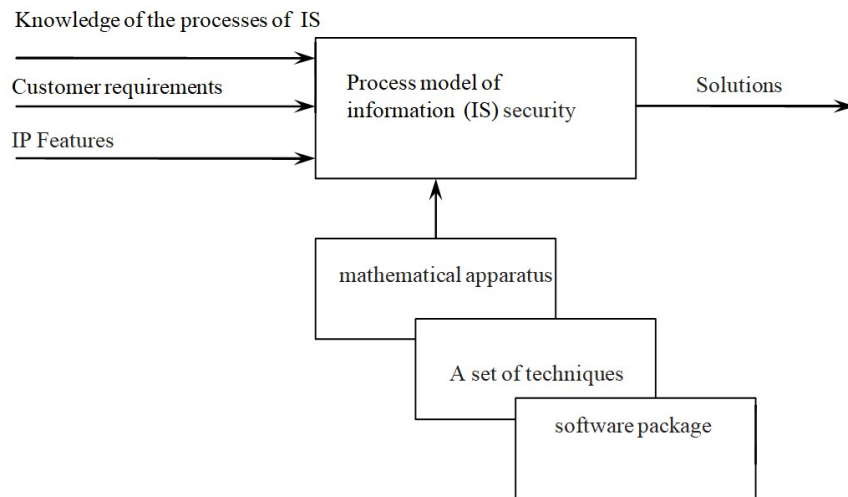 Knowledge of the processes of IS
Customer requirements
IP Features
Process model of
information (IS) security
Solutions
mathematical apparatus
A set of techniques
software package